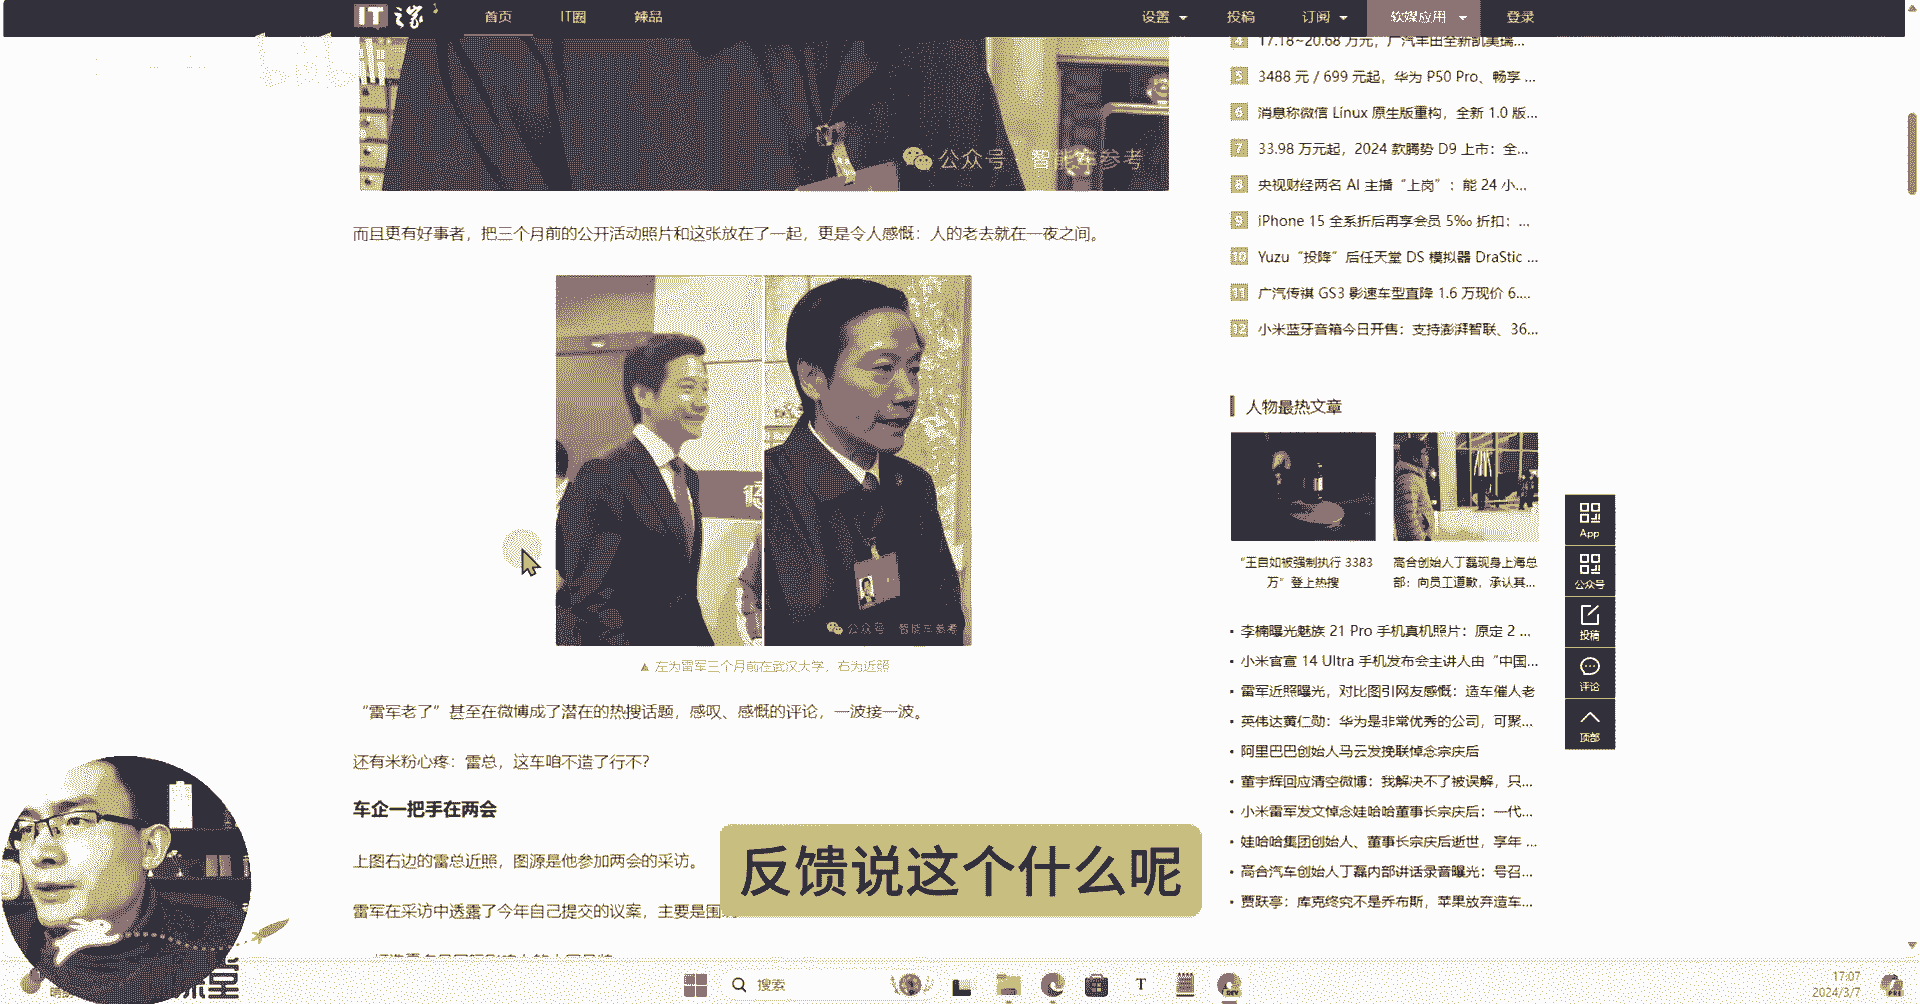 IT之家
首页
IT圈
辣品
设置
投稿
订阅
软媒应用
登录
公众号 · 智能车参考
而且更有好事者，把三个月前的公开活动照片和这张放在了一起，更是令人感慨：人的老去就在一夜之间。
公众号 智能车参考
▲ 左为雷军三个月前在武汉大学，右为近照
“雷军老了”甚至在微博成了潜在的热搜话题，感叹、感慨的评论，一波接一波。
还有米粉心疼：雷总，这车咱不造了行不？
车企一把手在两会
上图右边的雷总近照，图源是他参加两会的采访。
雷军在采访中透露了今年自己提交的议案，主要是围
反馈说这个什么呢
4 17.18~20.68 万元，广汽丰田全新凯美瑞...
5 3488 元 / 699 元起，华为 P50 Pro、畅享 ...
6 消息称微信 Linux 原生版重构，全新 1.0 版...
7 33.98 万元起，2024 款腾势 D9 上市：全...
8 央视财经两名 AI 主播“上岗”：能 24 小...
9 iPhone 15 全系折后再享会员 5‰ 折扣：...
10 Yuzu“投降”后任天堂 DS 模拟器 DraStic ...
11 广汽传祺 GS3 影速车型直降 1.6 万现价 6....
12 小米蓝牙音箱今日开售：支持澎湃智联、36...
人物最热文章
“王自如被强制执行 3383
万”登上热搜
高合创始人丁磊现身上海总
部：向员工道歉，承认其...
· 李楠曝光魅族 21 Pro 手机真机照片：原定 2 ...
· 小米官宣 14 Ultra 手机发布会主讲人由“中国...
· 雷军近照曝光，对比图引网友感慨：造车催人老
· 英伟达黄仁勋：华为是非常优秀的公司，可聚...
· 阿里巴巴创始人马云发挽联悼念宗庆后
· 董宇辉回应清空微博：我解决不了被误解，只...
· 小米雷军发文悼念娃哈哈董事长宗庆后：一代...
· 娃哈哈集团创始人、董事长宗庆后逝世，享年 ...
· 高合汽车创始人丁磊内部讲话录音曝光：号召...
· 贾跃亭：库克终究不是乔布斯，苹果放弃造车...
App
公众号
投稿
评论
顶部
搜索
17:07
2024/3/7